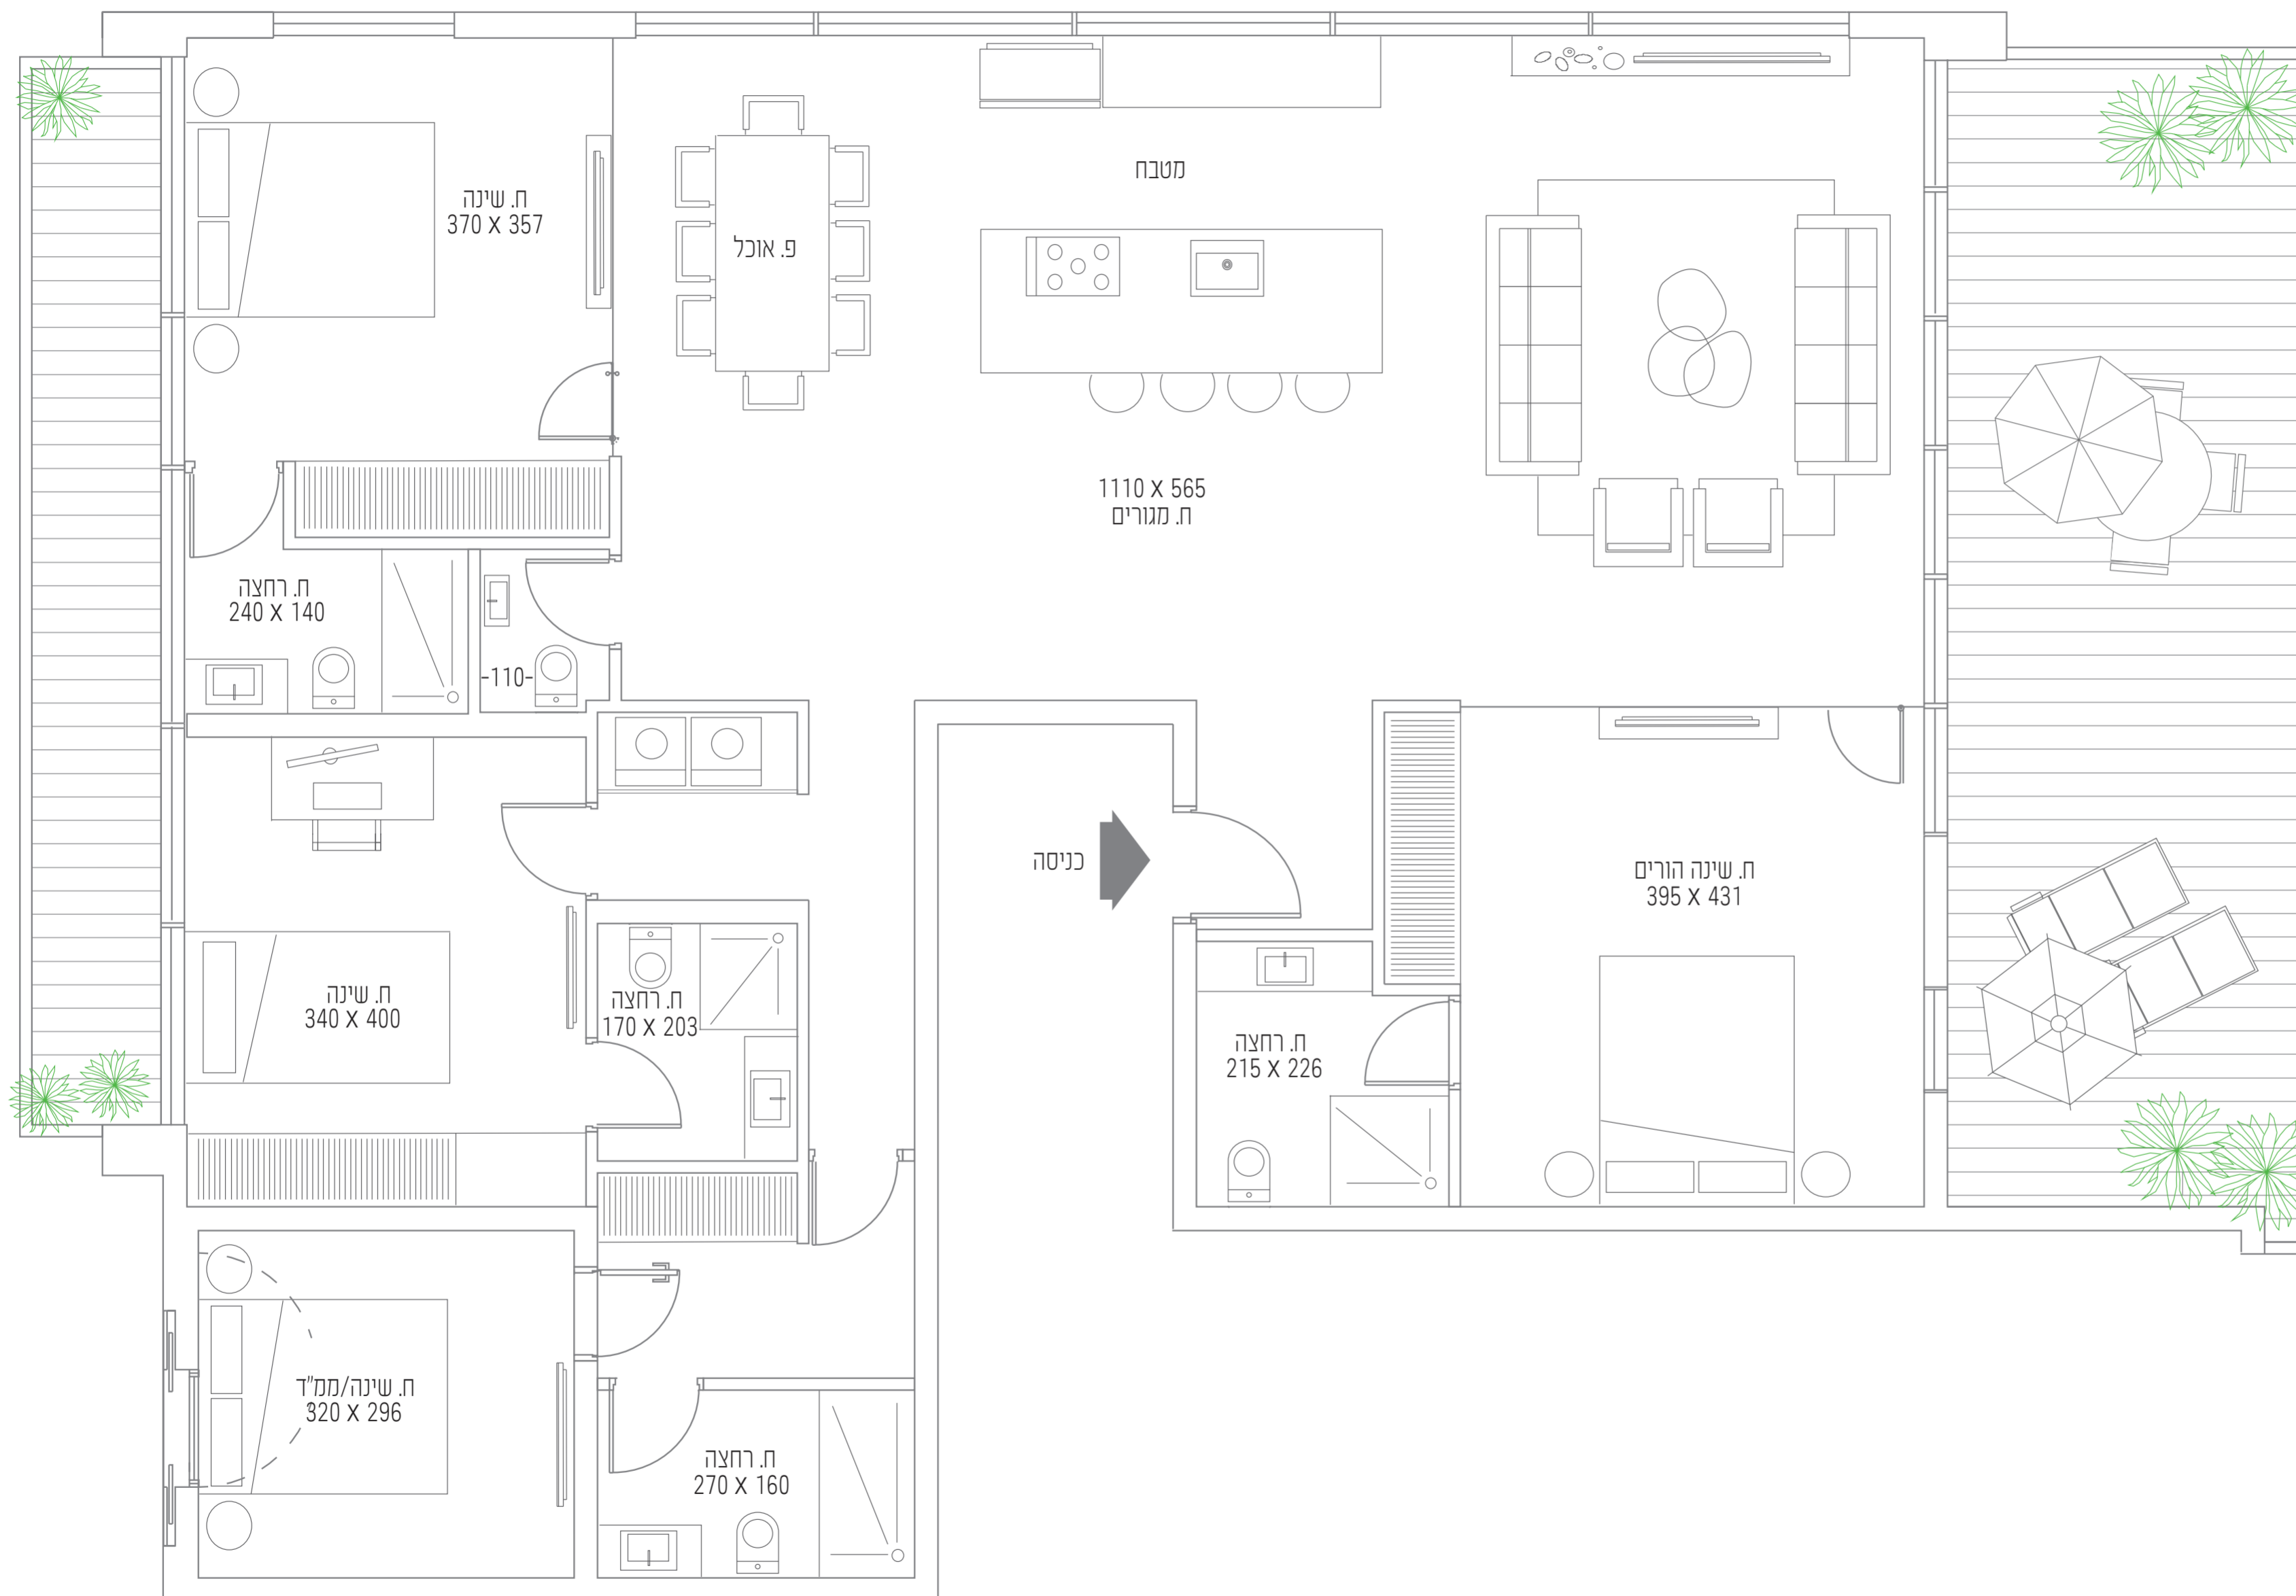 מטבח
ח. שינה
370 X 357
פ. אוכל
1110 X 565
ח. מגורים
ח. רחצה
240 X 140
-110-
כניסה
ח. שינה הורים
395 X 431
ח. שינה
340 X 400
ח. רחצה
170 X 203
ח. רחצה
215 X 226
ח. שינה/ממ"ד
320 X 296
ח. רחצה
270 X 160